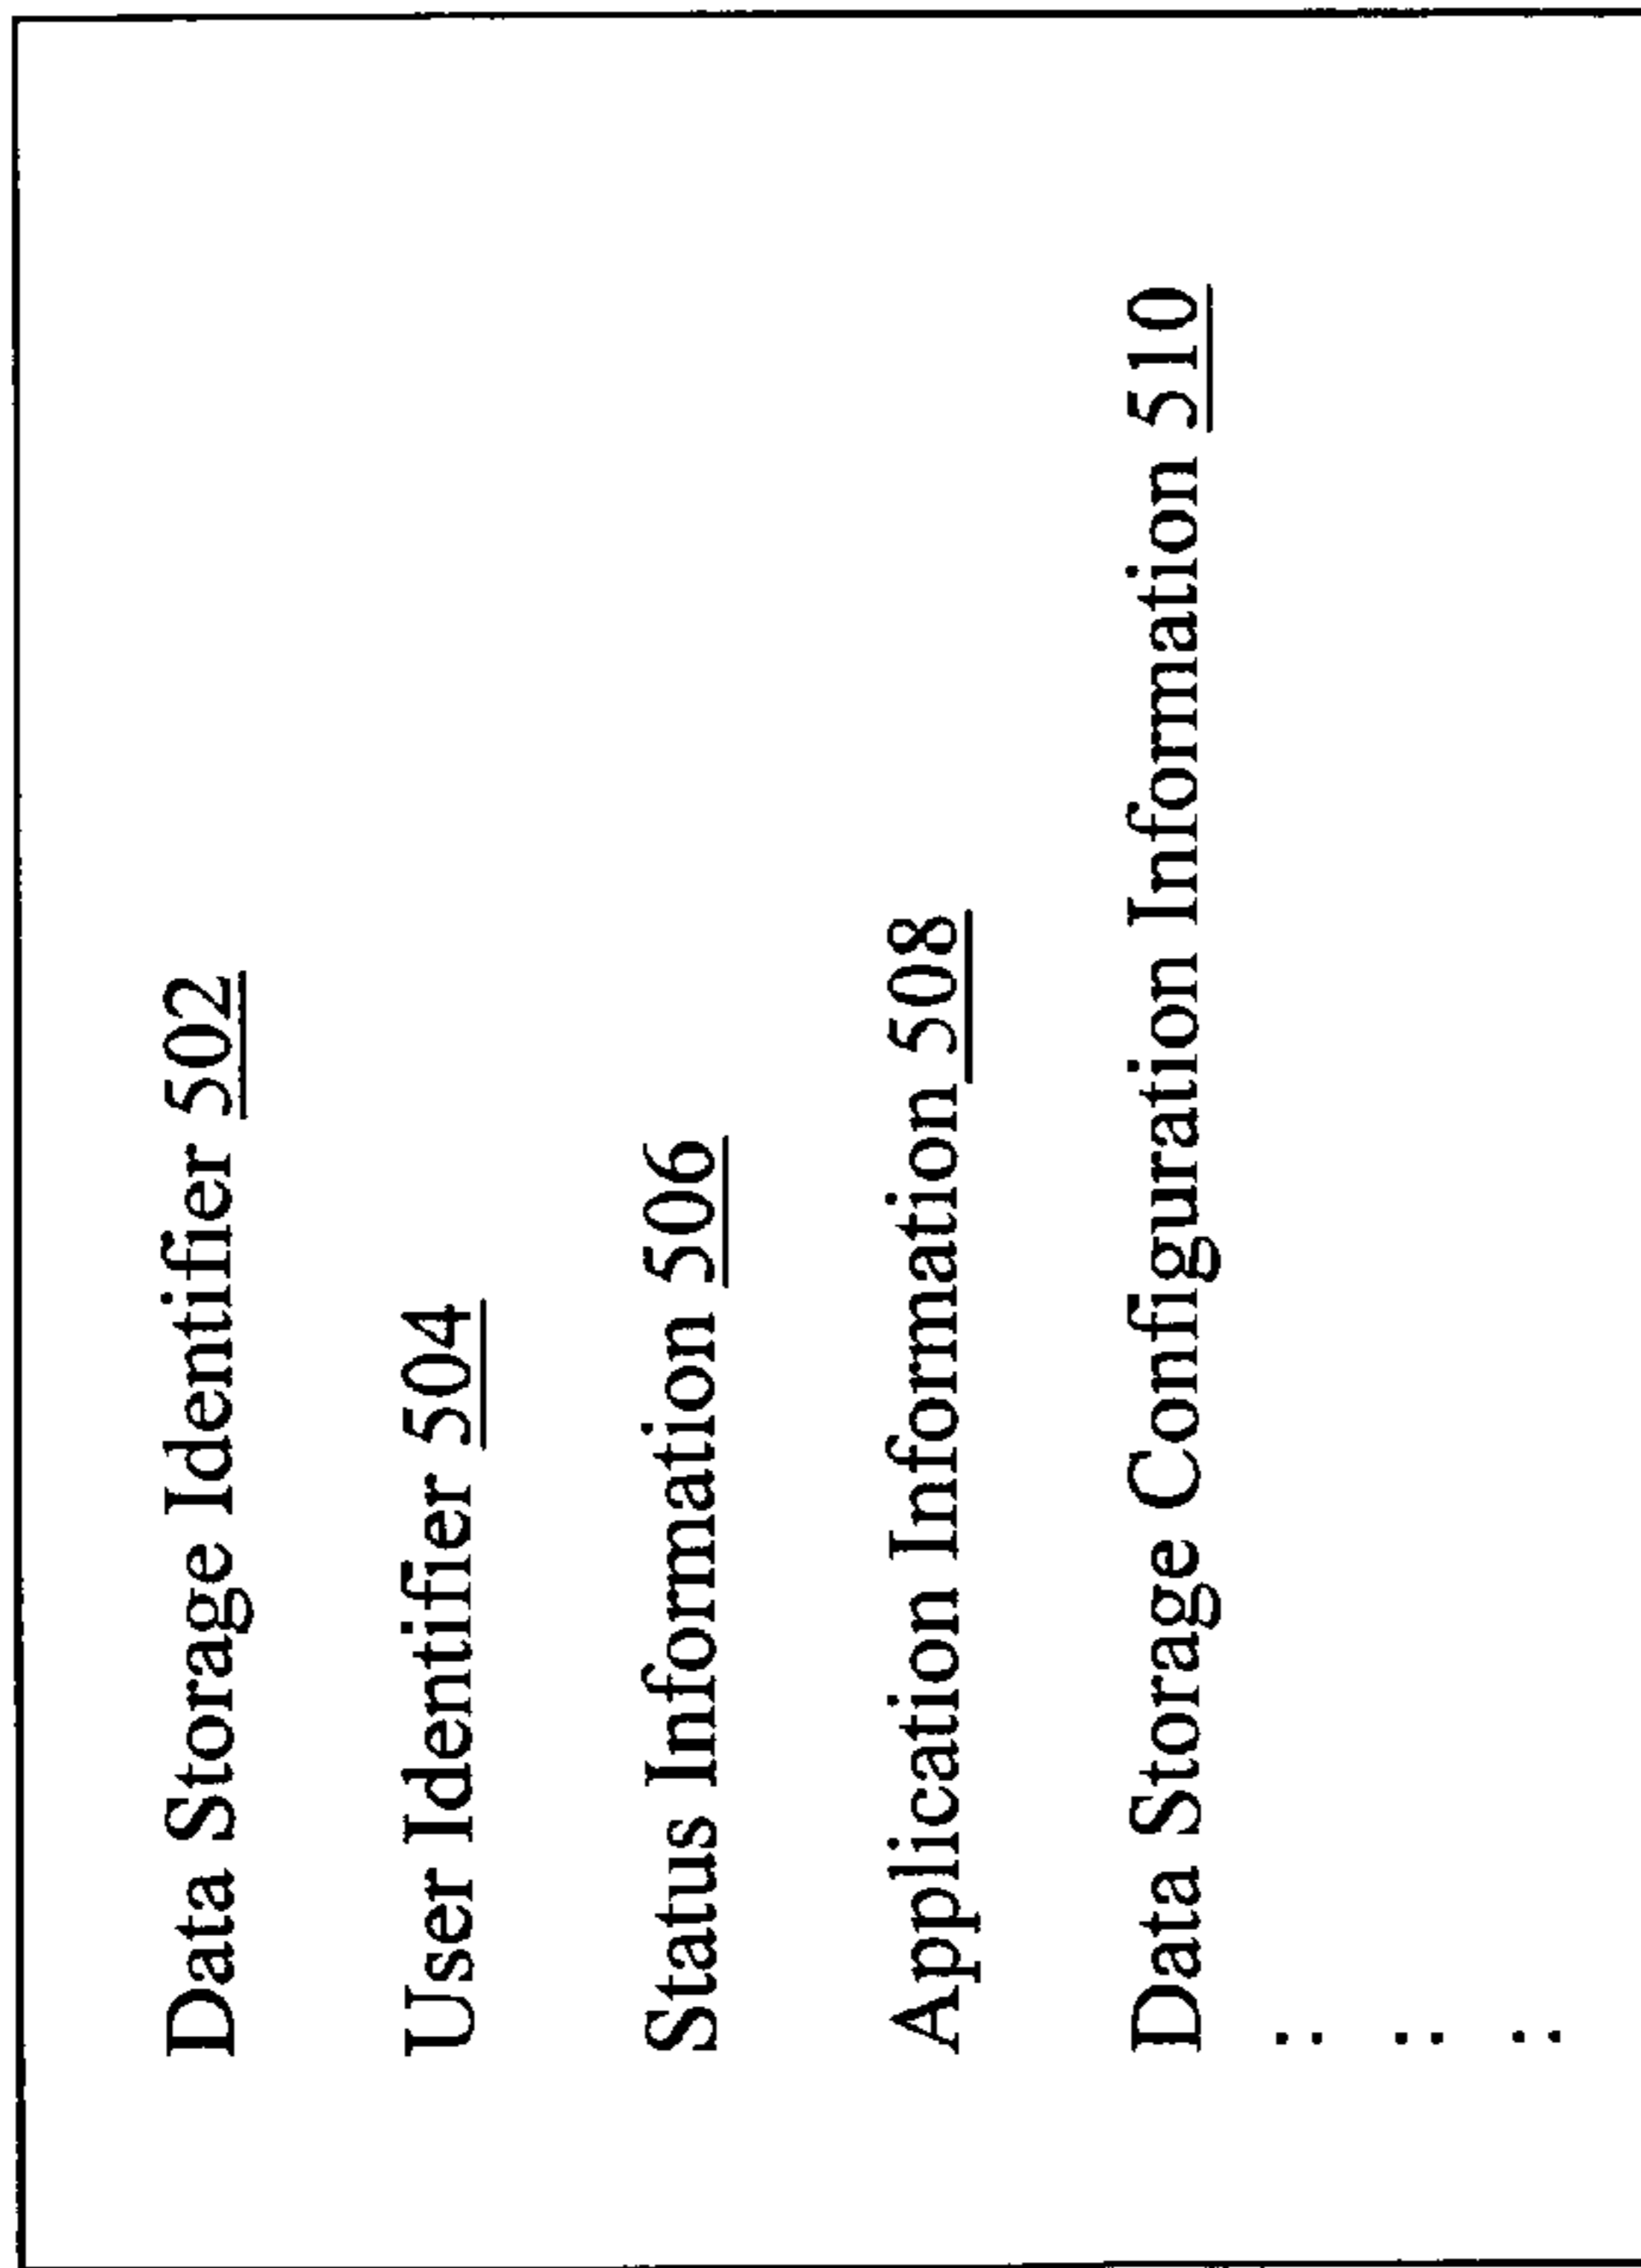 Data Storage Identifier 502
User Identifier 504
Status Information 506
Application Information 508
Data Storage Configuration Information 510
:
:
: